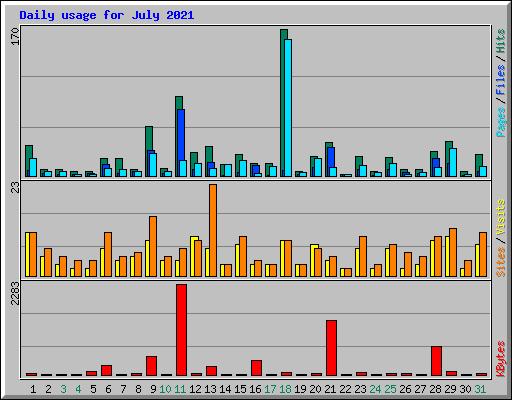 Daily usage for July 2021
170
Pages / Files / Hits
23
Sites / Visits
2283
KBytes
1 2 3 4 5 6 7 8 9 10 11 12 13 14 15 16 17 18 19 20 21 22 23 24 25 26 27 28 29 30 31